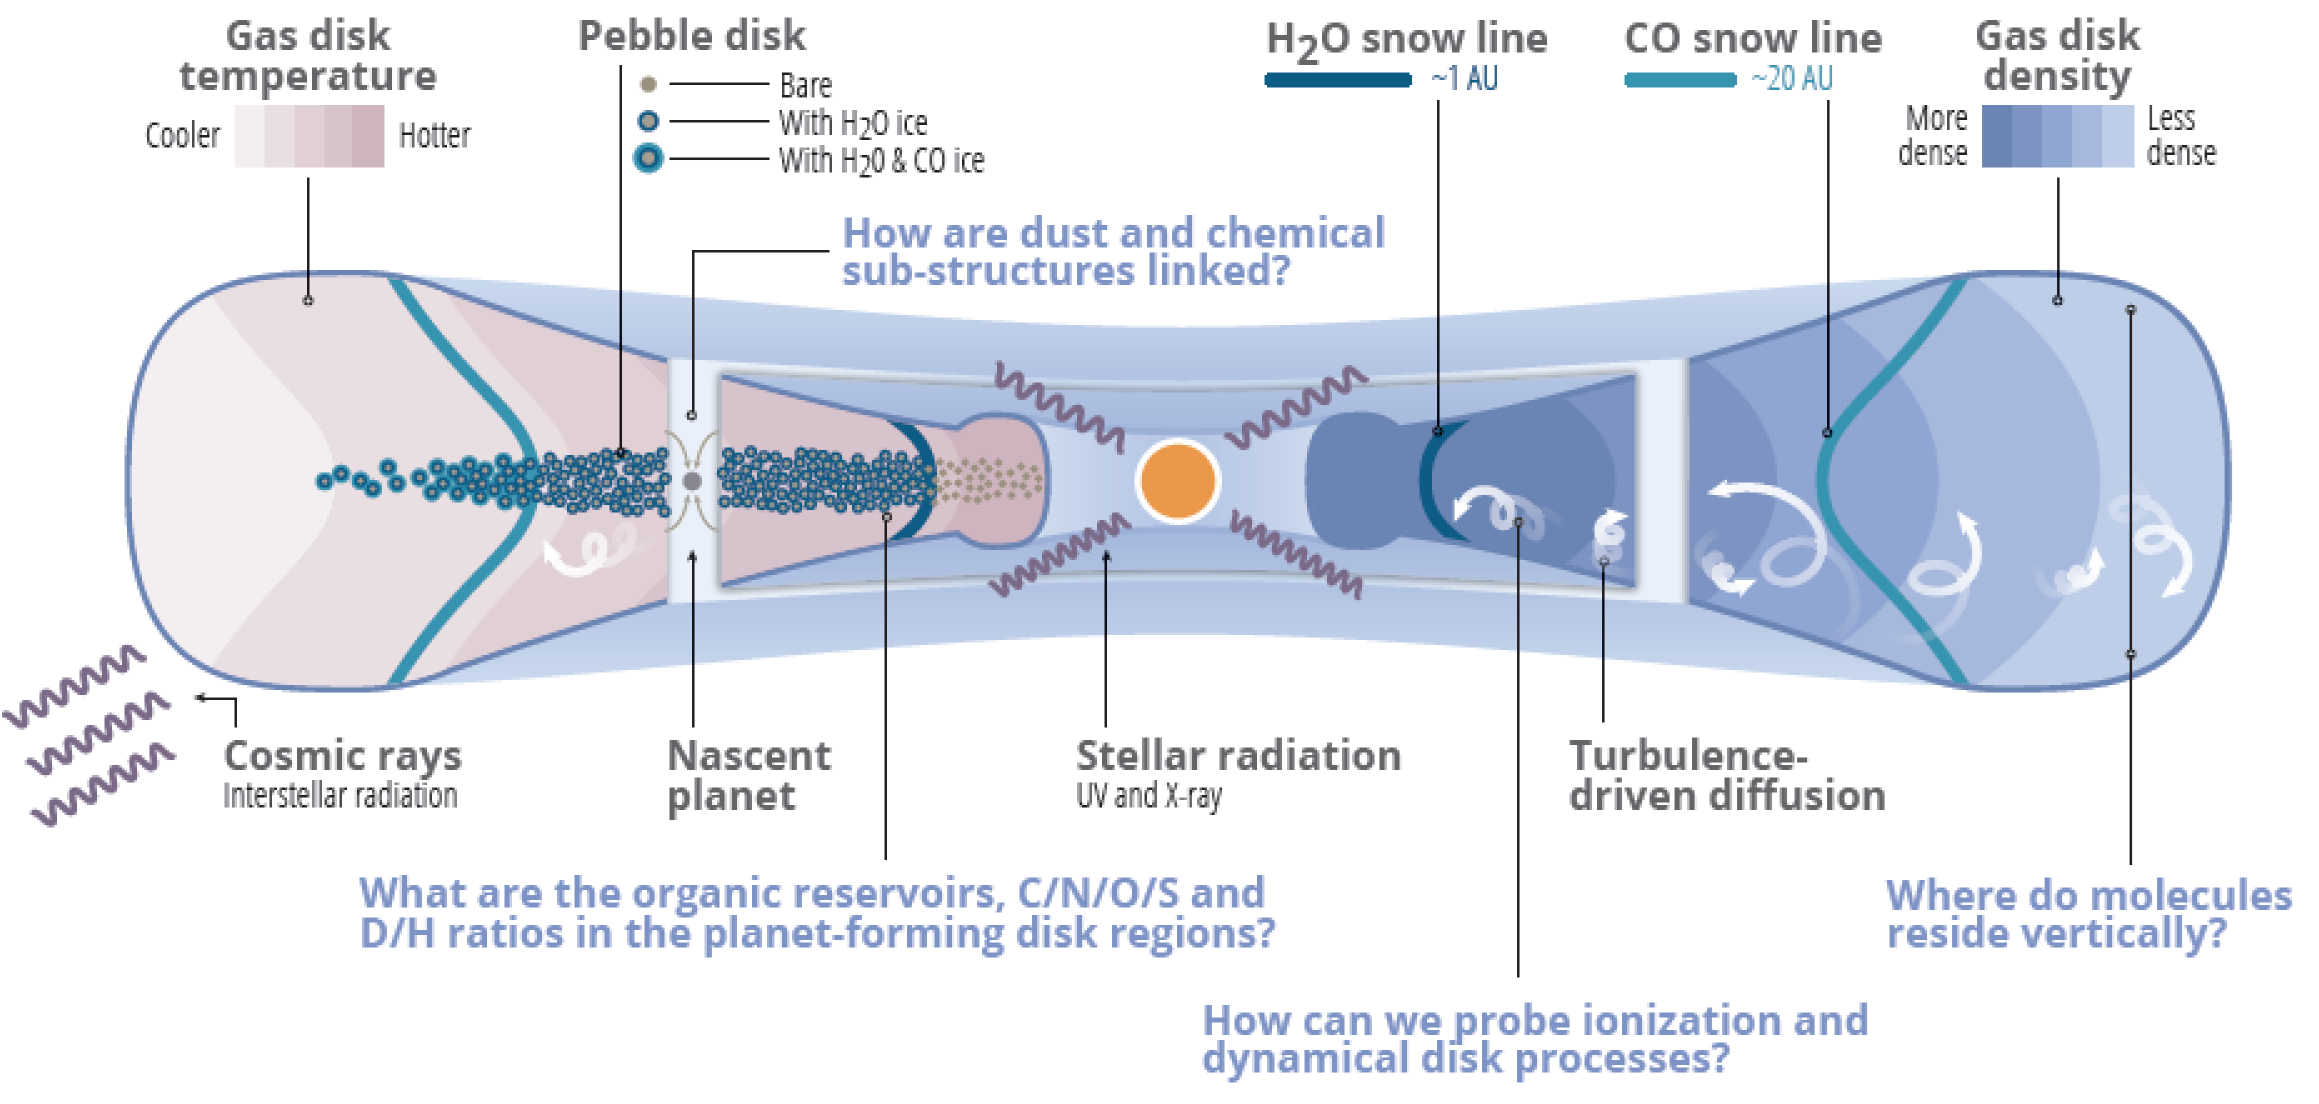 Gas disk
temperature
Cooler
Hotter
Pebble disk
Bare
With H₂O ice
With H₂0 & CO ice
H₂O snow line
~1 AU
CO snow line
~20 AU
Gas disk
density
More
dense
Less
dense
How are dust and chemical
sub-structures linked?
Cosmic rays
Interstellar radiation
Nascent
planet
Stellar radiation
UV and X-ray
Turbulence-
driven diffusion
What are the organic reservoirs, C/N/O/S and
D/H ratios in the planet-forming disk regions?
Where do molecules
reside vertically?
How can we probe ionization and
dynamical disk processes?